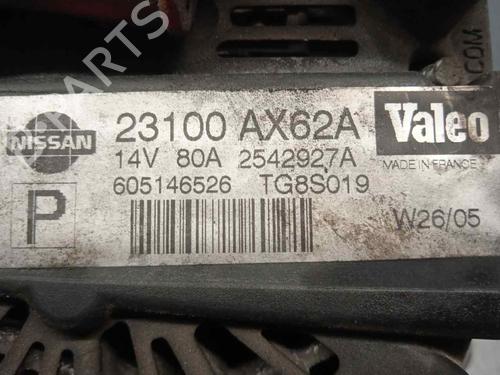 NISSAN
23100 AX62A
Valeo
14V 80A 2542927A
MADE IN FRANCE
605146526 TG8S019
P
W26/05